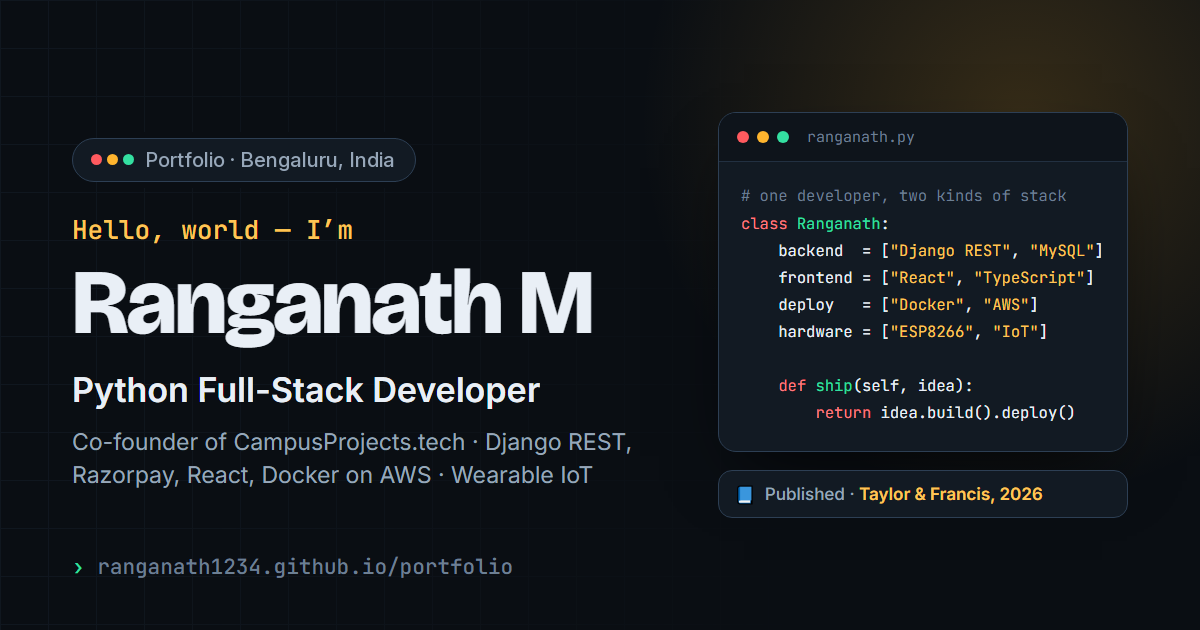 Portfolio · Bengaluru, India
Hello, world — I’m
Ranganath M
Python Full-Stack Developer
Co-founder of CampusProjects.tech · Django REST,
Razorpay, React, Docker on AWS · Wearable IoT
› ranganath1234.github.io/portfolio
ranganath.py
# one developer, two kinds of stack
class Ranganath:
    backend  = ["Django REST", "MySQL"]
    frontend = ["React", "TypeScript"]
    deploy   = ["Docker", "AWS"]
    hardware = ["ESP8266", "IoT"]
    def ship(self, idea):
        return idea.build().deploy()
Published · Taylor & Francis, 2026